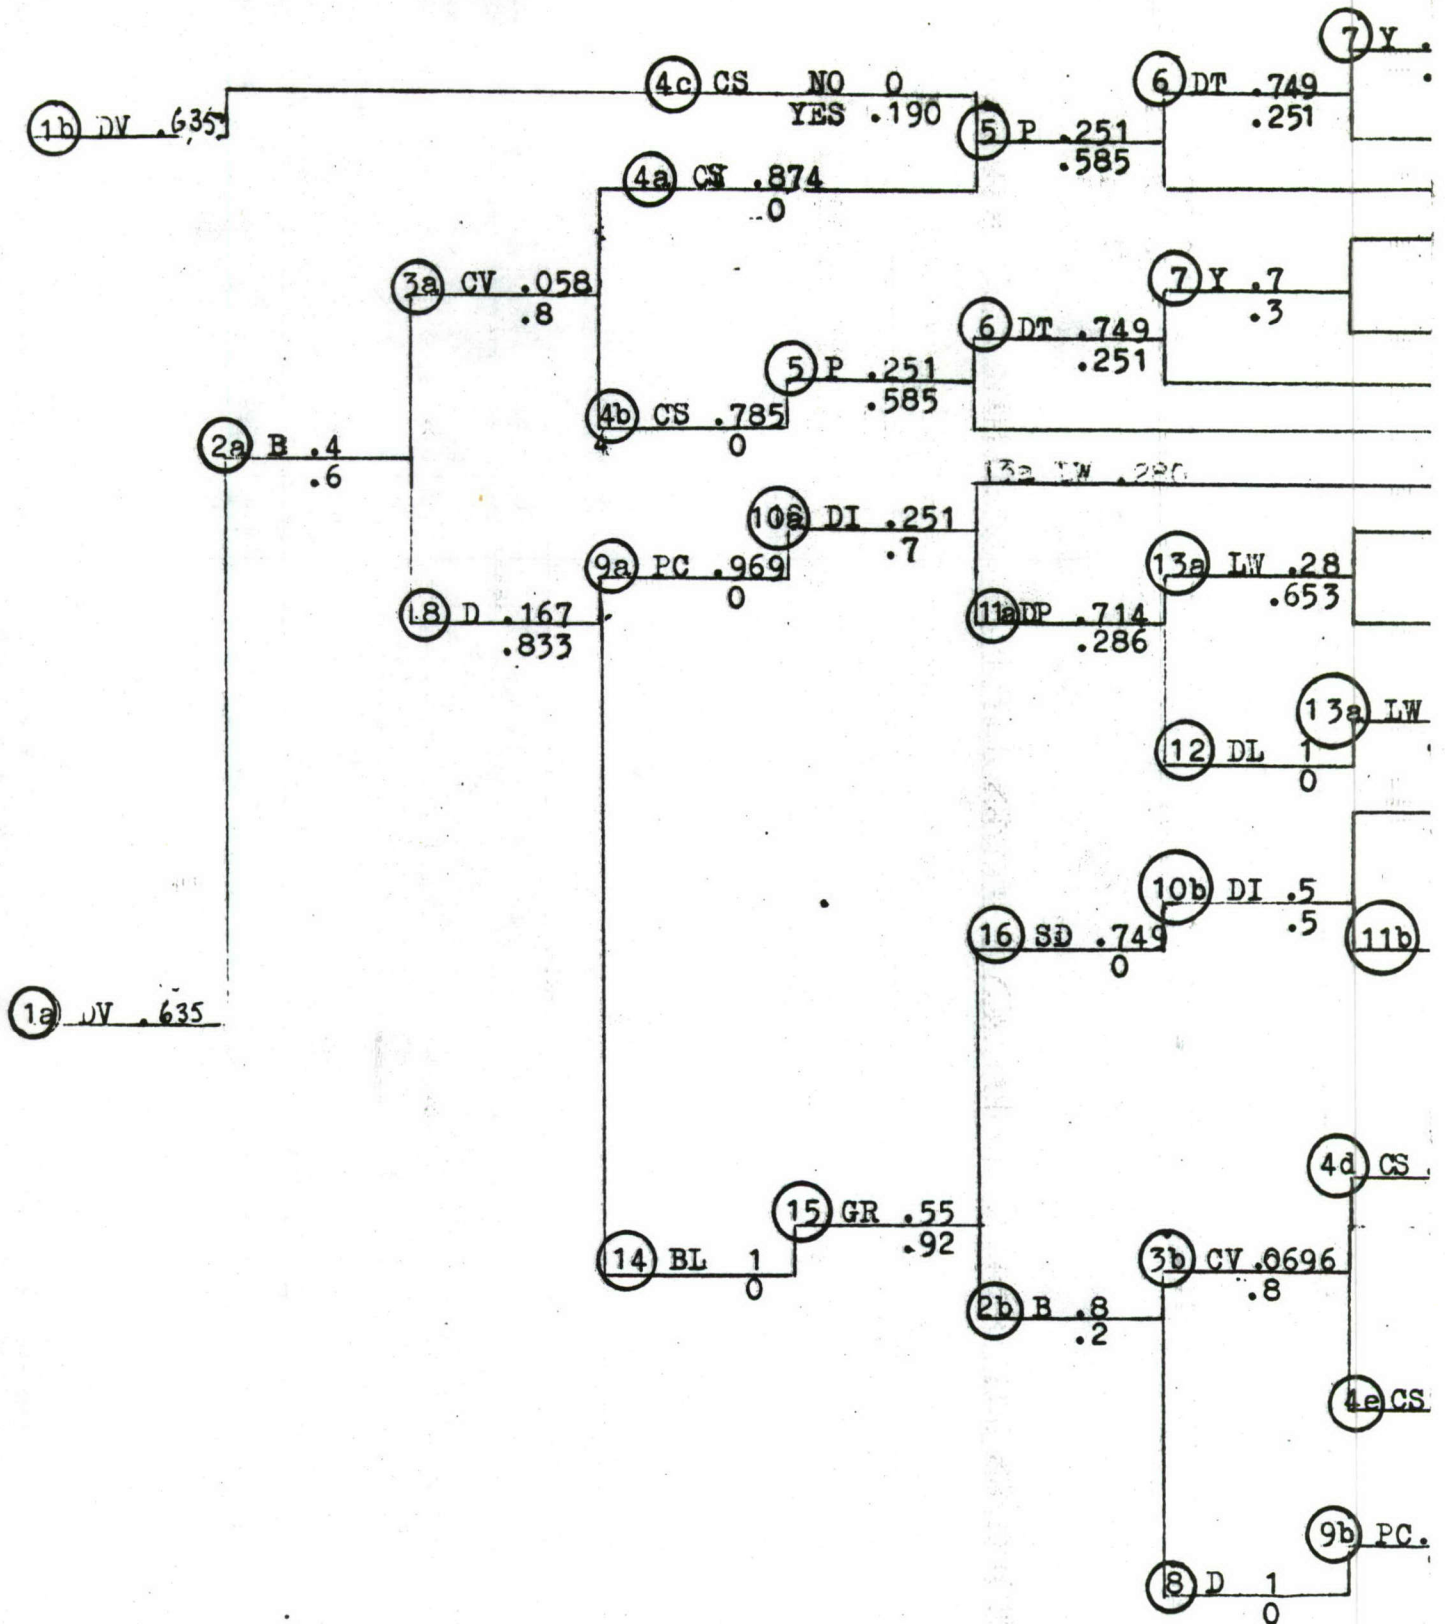 7 Y .
4c CS NO 0
YES .190
6 DT .749
.251
1b DV .635
5 P .251
.585
4a CS .874
0
3a CV .058
.8
7 Y .7
.3
6 DT .749
.251
5 P .251
.585
4b CS .785
0
2a B .4
.6
13a LW .280
10a DI .251
.7
9a PC .969
0
13a LW .28
.653
8 D .167
.833
11a DP .714
.286
13a LW
12 DL 1
0
10b DI .5
.5
16 SD .749
0
11b
1a DV .635
4d CS
15 GR .55
.92
14 BL 1
0
3b CV .0696
.8
2b B .8
.2
4e CS
9b PC.
8 D 1
0